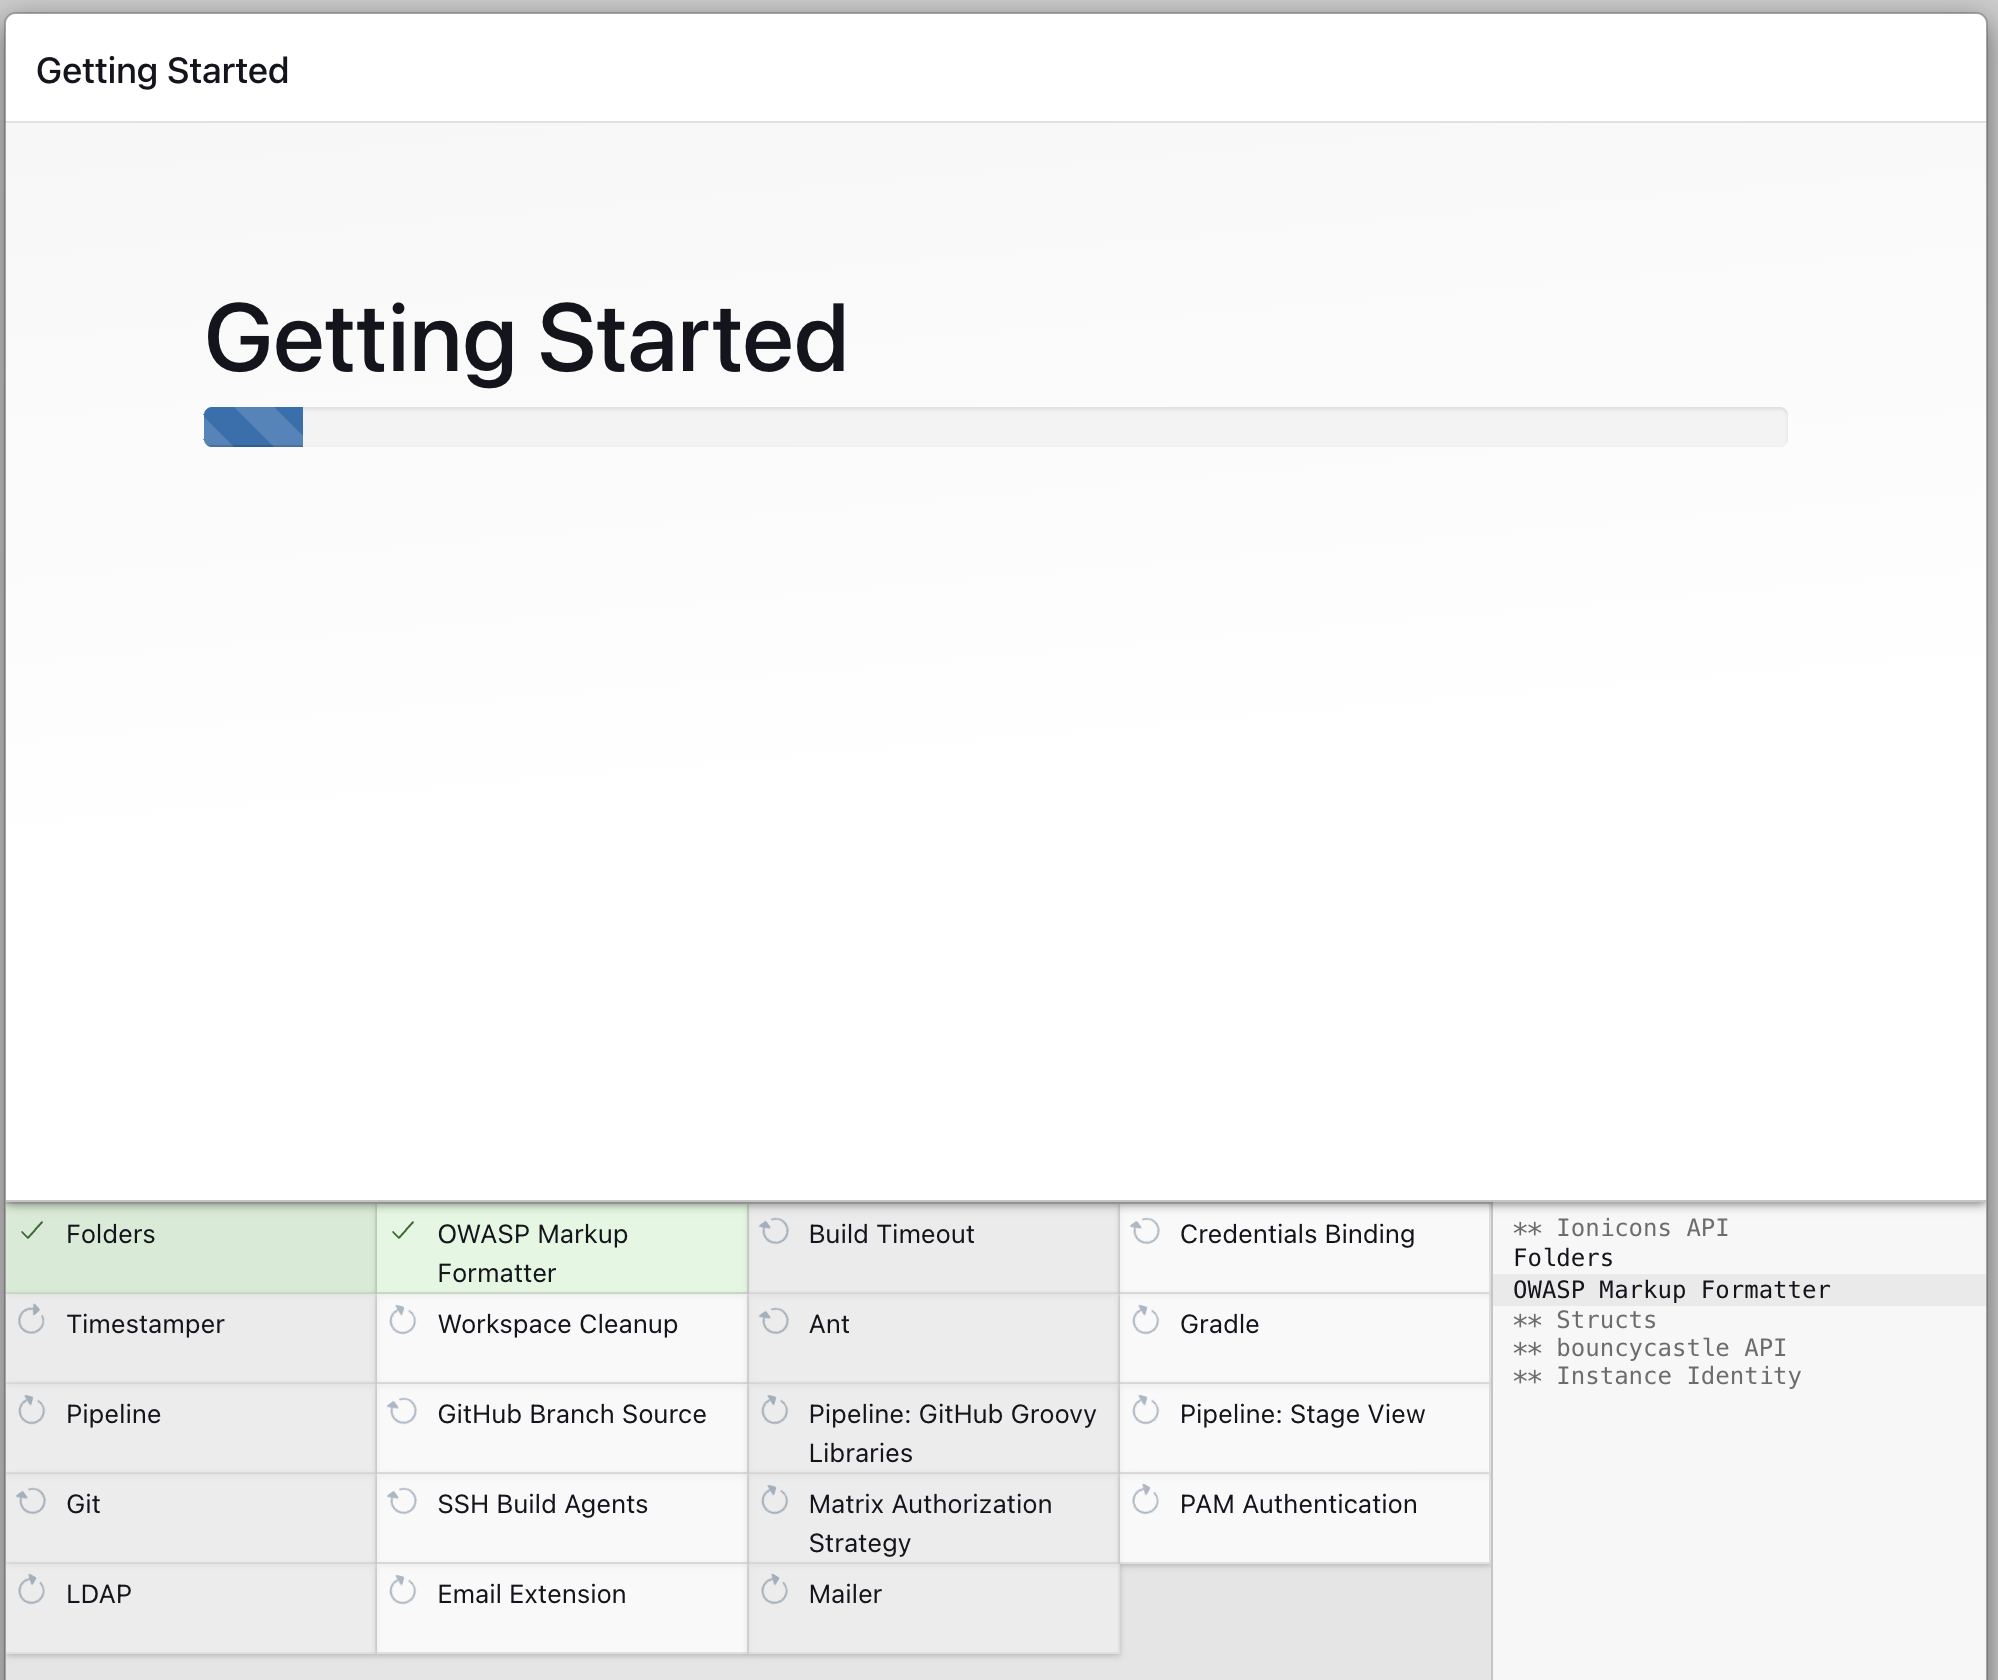 Getting Started
Getting Started
Folders
OWASP Markup
Formatter
Build Timeout
Credentials Binding
Timestamper
Workspace Cleanup
Ant
Gradle
Pipeline
GitHub Branch Source
Pipeline: GitHub Groovy
Libraries
Pipeline: Stage View
Git
SSH Build Agents
Matrix Authorization
Strategy
PAM Authentication
LDAP
Email Extension
Mailer
** Ionicons API
Folders
OWASP Markup Formatter
** Structs
** bouncycastle API
** Instance Identity